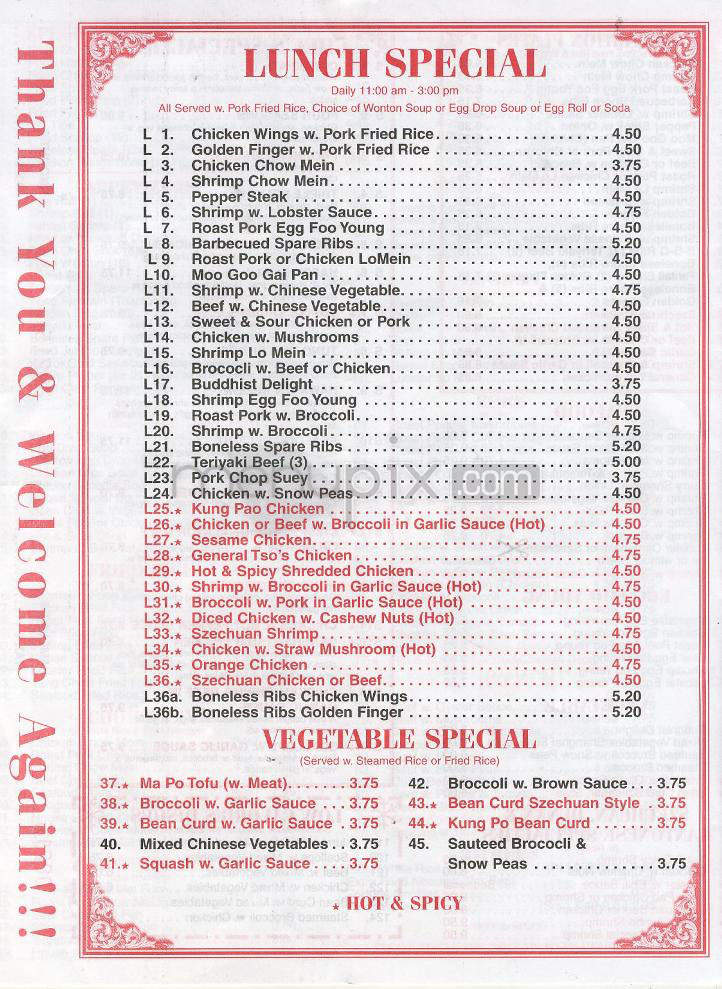 Thank You & Welcome Again!!!
LUNCH SPECIAL
Daily 11:00 am - 3:00 pm
All Served w. Pork Fried Rice, Choice of Wonton Soup or Egg Drop Soup or Egg Roll or Soda
L 1. Chicken Wings w. Pork Fried Rice 4.50
L 2. Golden Finger w. Pork Fried Rice 4.50
L 3. Chicken Chow Mein 3.75
L 4. Shrimp Chow Mein 4.50
L 5. Pepper Steak 4.50
L 6. Shrimp w. Lobster Sauce 4.75
L 7. Roast Pork Egg Foo Young 4.50
L 8. Barbecued Spare Ribs 5.20
L 9. Roast Pork or Chicken LoMein 4.50
L10. Moo Goo Gai Pan 4.50
L11. Shrimp w. Chinese Vegetable 4.75
L12. Beef w. Chinese Vegetable 4.50
L13. Sweet & Sour Chicken or Pork 4.50
L14. Chicken w. Mushrooms 4.50
L15. Shrimp Lo Mein 4.50
L16. Brococli w. Beef or Chicken 4.50
L17. Buddhist Delight 3.75
L18. Shrimp Egg Foo Young 4.50
L19. Roast Pork w. Broccoli 4.50
L20. Shrimp w. Broccoli 4.75
L21. Boneless Spare Ribs 5.20
L22. Teriyaki Beef (3) 5.00
L23. Pork Chop Suey 3.75
menupix.com
L24. Chicken w. Snow Peas 4.50
L25.★ Kung Pao Chicken 4.50
L26.★ Chicken or Beef w. Broccoli in Garlic Sauce (Hot) 4.50
L27.★ Sesame Chicken 4.75
L28.★ General Tso's Chicken 4.75
L29.★ Hot & Spicy Shredded Chicken 4.50
L30.★ Shrimp w. Broccoli in Garlic Sauce (Hot) 4.75
L31.★ Broccoli w. Pork in Garlic Sauce (Hot) 4.50
L32.★ Diced Chicken w. Cashew Nuts (Hot) 4.50
L33.★ Szechuan Shrimp 4.75
L34.★ Chicken w. Straw Mushroom (Hot) 4.50
L35.★ Orange Chicken 4.75
L36.★ Szechuan Chicken or Beef 4.50
L36a. Boneless Ribs Chicken Wings 5.20
L36b. Boneless Ribs Golden Finger 5.20
VEGETABLE SPECIAL
(Served w. Steamed Rice or Fried Rice)
37.★ Ma Po Tofu (w. Meat) 3.75
38.★ Broccoli w. Garlic Sauce 3.75
39.★ Bean Curd w. Garlic Sauce 3.75
40. Mixed Chinese Vegetables 3.75
41.★ Squash w. Garlic Sauce 3.75
42. Broccoli w. Brown Sauce 3.75
43.★ Bean Curd Szechuan Style 3.75
44.★ Kung Po Bean Curd 3.75
45. Sauteed Brococli &
Snow Peas 3.75
★ HOT & SPICY